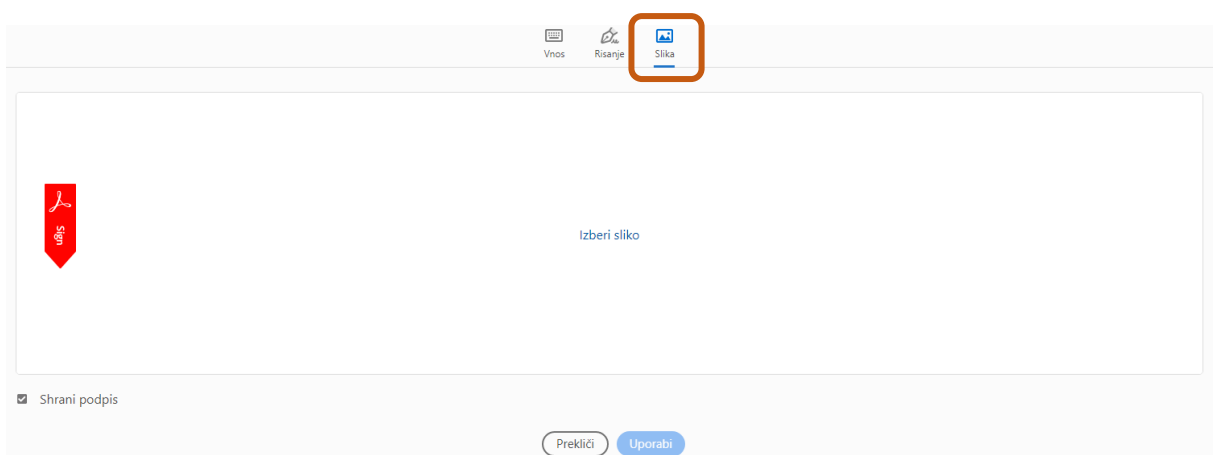 Vnos Risanje Slika
Sign
Izberi sliko
Shrani podpis
Prekliči Uporabi